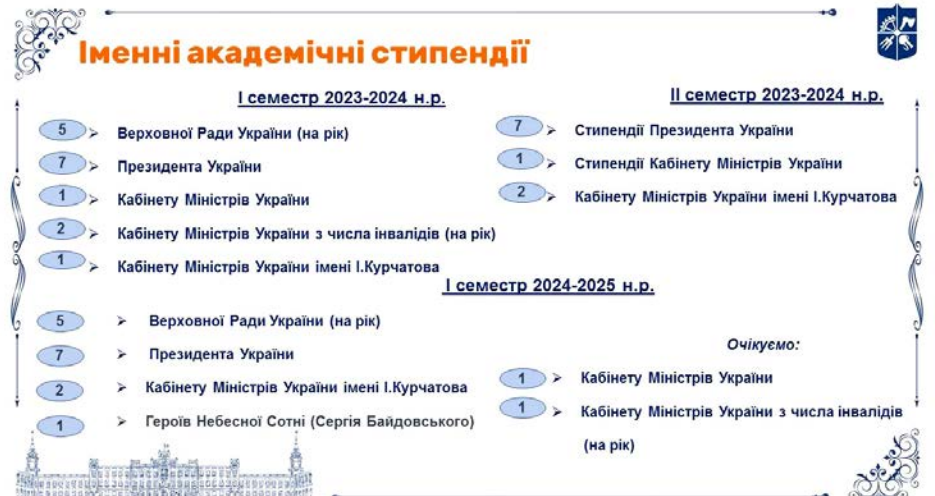 Іменні академічні стипендії
І семестр 2023-2024 н.р.
5 ➢ Верховної Ради України (на рік)
7 ➢ Президента України
1 ➢ Кабінету Міністрів України
2 ➢ Кабінету Міністрів України з числа інвалідів (на рік)
1 ➢ Кабінету Міністрів України імені І.Курчатова
ІІ семестр 2023-2024 н.р.
7 ➢ Стипендії Президента України
1 ➢ Стипендії Кабінету Міністрів України
2 ➢ Кабінету Міністрів України імені І.Курчатова
І семестр 2024-2025 н.р.
5 ➢ Верховної Ради України (на рік)
7 ➢ Президента України
2 ➢ Кабінету Міністрів України імені І.Курчатова
1 ➢ Героїв Небесної Сотні (Сергія Байдовського)
Очікуємо:
1 ➢ Кабінету Міністрів України
1 ➢ Кабінету Міністрів України з числа інвалідів
(на рік)